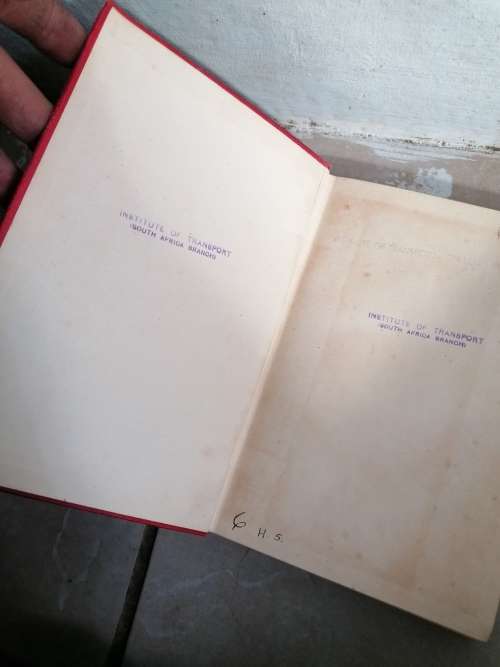 INSTITUTE OF TRANSPORT
(SOUTH AFRICA BRANCH)
INSTITUTE OF TRANSPORT
(SOUTH AFRICA BRANCH)
6
H. S.